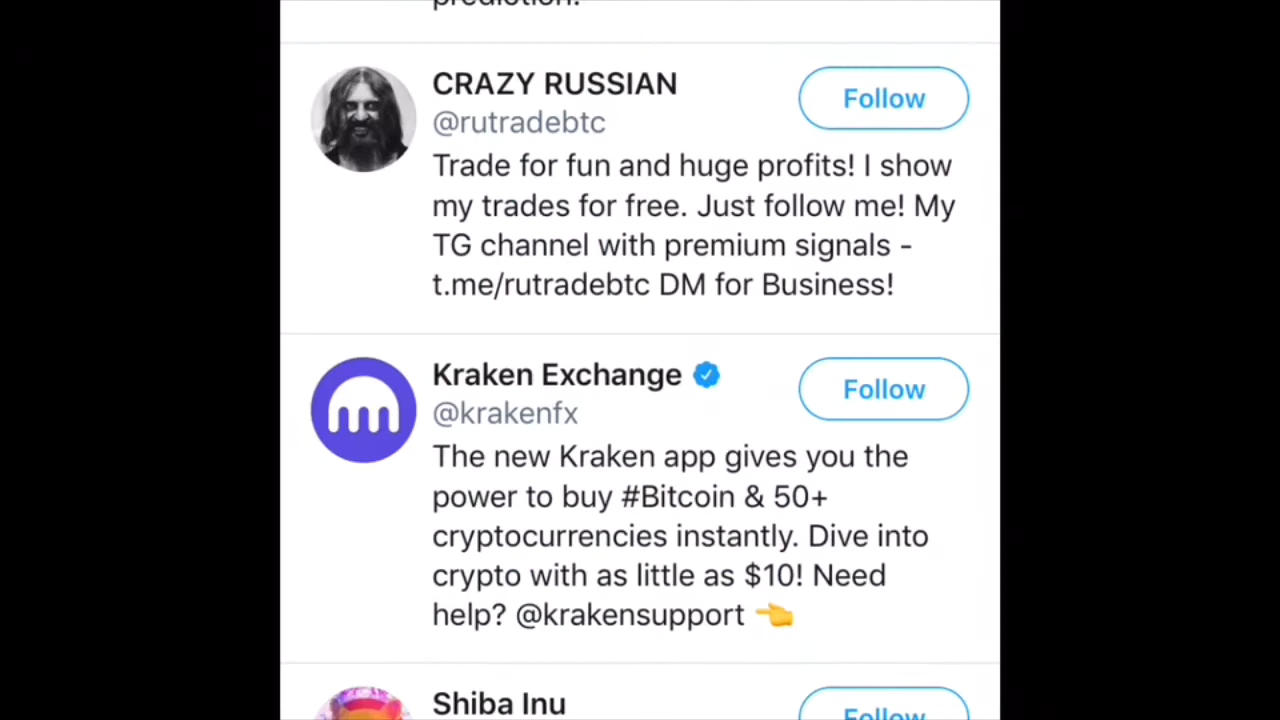 prediction.
CRAZY RUSSIAN
Follow
@rutradebtc
Trade for fun and huge profits! I show
my trades for free. Just follow me! My
TG channel with premium signals -
t.me/rutradebtc DM for Business!
Kraken Exchange
Follow
@krakenfx
The new Kraken app gives you the
power to buy #Bitcoin & 50+
cryptocurrencies instantly. Dive into
crypto with as little as $10! Need
help? @krakensupport 👈
Shiba Inu
Follow